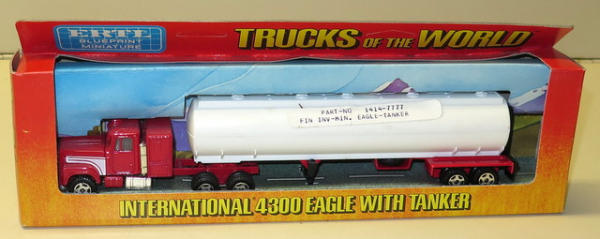 ERTL
BLUEPRINT
MINIATURE
TRUCKS OF THE WORLD
PART-NO 1414-7777
FIN INV-MIN. EAGLE-TANKER
INTERNATIONAL 4300 EAGLE WITH TANKER